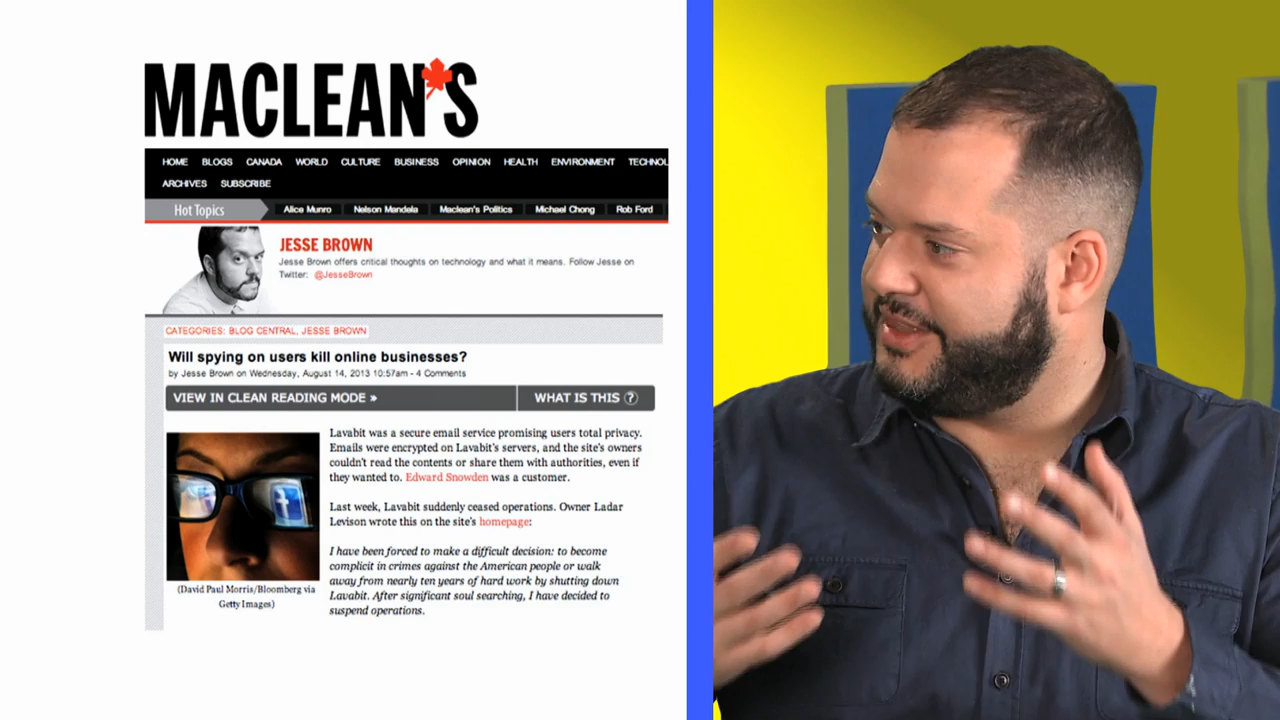 MACLEAN'S
HOME BLOGS CANADA WORLD CULTURE BUSINESS OPINION HEALTH ENVIRONMENT TECHNOL
ARCHIVES SUBSCRIBE
Hot Topics Alice Munro Nelson Mandela Maclean's Politics Michael Chong Rob Ford
JESSE BROWN
Jesse Brown offers critical thoughts on technology and what it means. Follow Jesse on
Twitter: @JesseBrown
CATEGORIES: BLOG CENTRAL, JESSE BROWN
Will spying on users kill online businesses?
by Jesse Brown on Wednesday, August 14, 2013 10:57am - 4 Comments
VIEW IN CLEAN READING MODE » WHAT IS THIS ?
Lavabit was a secure email service promising users total privacy.
Emails were encrypted on Lavabit's servers, and the site's owners
couldn't read the contents or share them with authorities, even if
they wanted to. Edward Snowden was a customer.
Last week, Lavabit suddenly ceased operations. Owner Ladar
Levison wrote this on the site's homepage:
I have been forced to make a difficult decision: to become
complicit in crimes against the American people or walk
away from nearly ten years of hard work by shutting down
Lavabit. After significant soul searching, I have decided to
suspend operations.
f
(David Paul Morris/Bloomberg via
Getty Images)